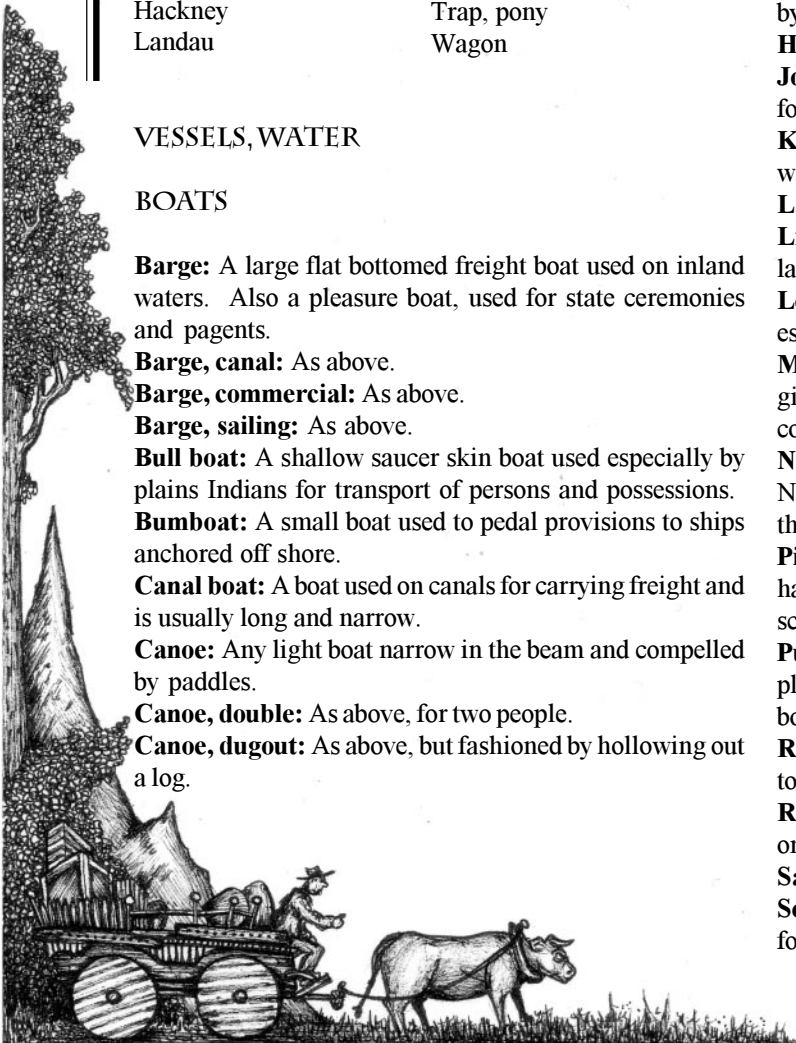 Hackney Trap, pony
Landau Wagon
VESSELS, WATER
BOATS
Barge: A large flat bottomed freight boat used on inland
waters. Also a pleasure boat, used for state ceremonies
and pagents.
Barge, canal: As above.
Barge, commercial: As above.
Barge, sailing: As above.
Bull boat: A shallow saucer skin boat used especially by
plains Indians for transport of persons and possessions.
Bumboat: A small boat used to pedal provisions to ships
anchored off shore.
Canal boat: A boat used on canals for carrying freight and
is usually long and narrow.
Canoe: Any light boat narrow in the beam and compelled
by paddles.
Canoe, double: As above, for two people.
Canoe, dugout: As above, but fashioned by hollowing out
a log.